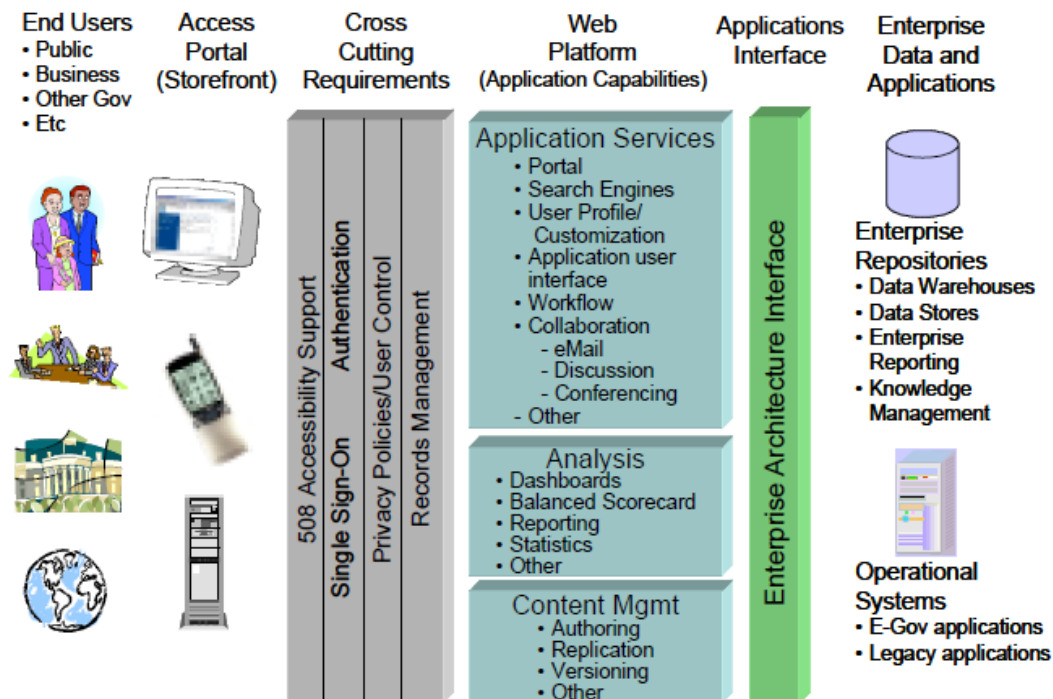 End Users
• Public
• Business
• Other Gov
• Etc
Access
Portal
(Storefront)
Cross
Cutting
Requirements
Web
Platform
(Application Capabilities)
Applications
Interface
Enterprise
Data and
Applications
508 Accessibility Support
Single Sign-On Authentication
Privacy Policies/User Control
Records Management
Application Services
• Portal
• Search Engines
• User Profile/
Customization
• Application user
interface
• Workflow
• Collaboration
- eMail
- Discussion
- Conferencing
- Other
Analysis
• Dashboards
• Balanced Scorecard
• Reporting
• Statistics
• Other
Content Mgmt
• Authoring
• Replication
• Versioning
• Other
Enterprise Architecture Interface
Enterprise
Repositories
• Data Warehouses
• Data Stores
• Enterprise
Reporting
• Knowledge
Management
Operational
Systems
• E-Gov applications
• Legacy applications